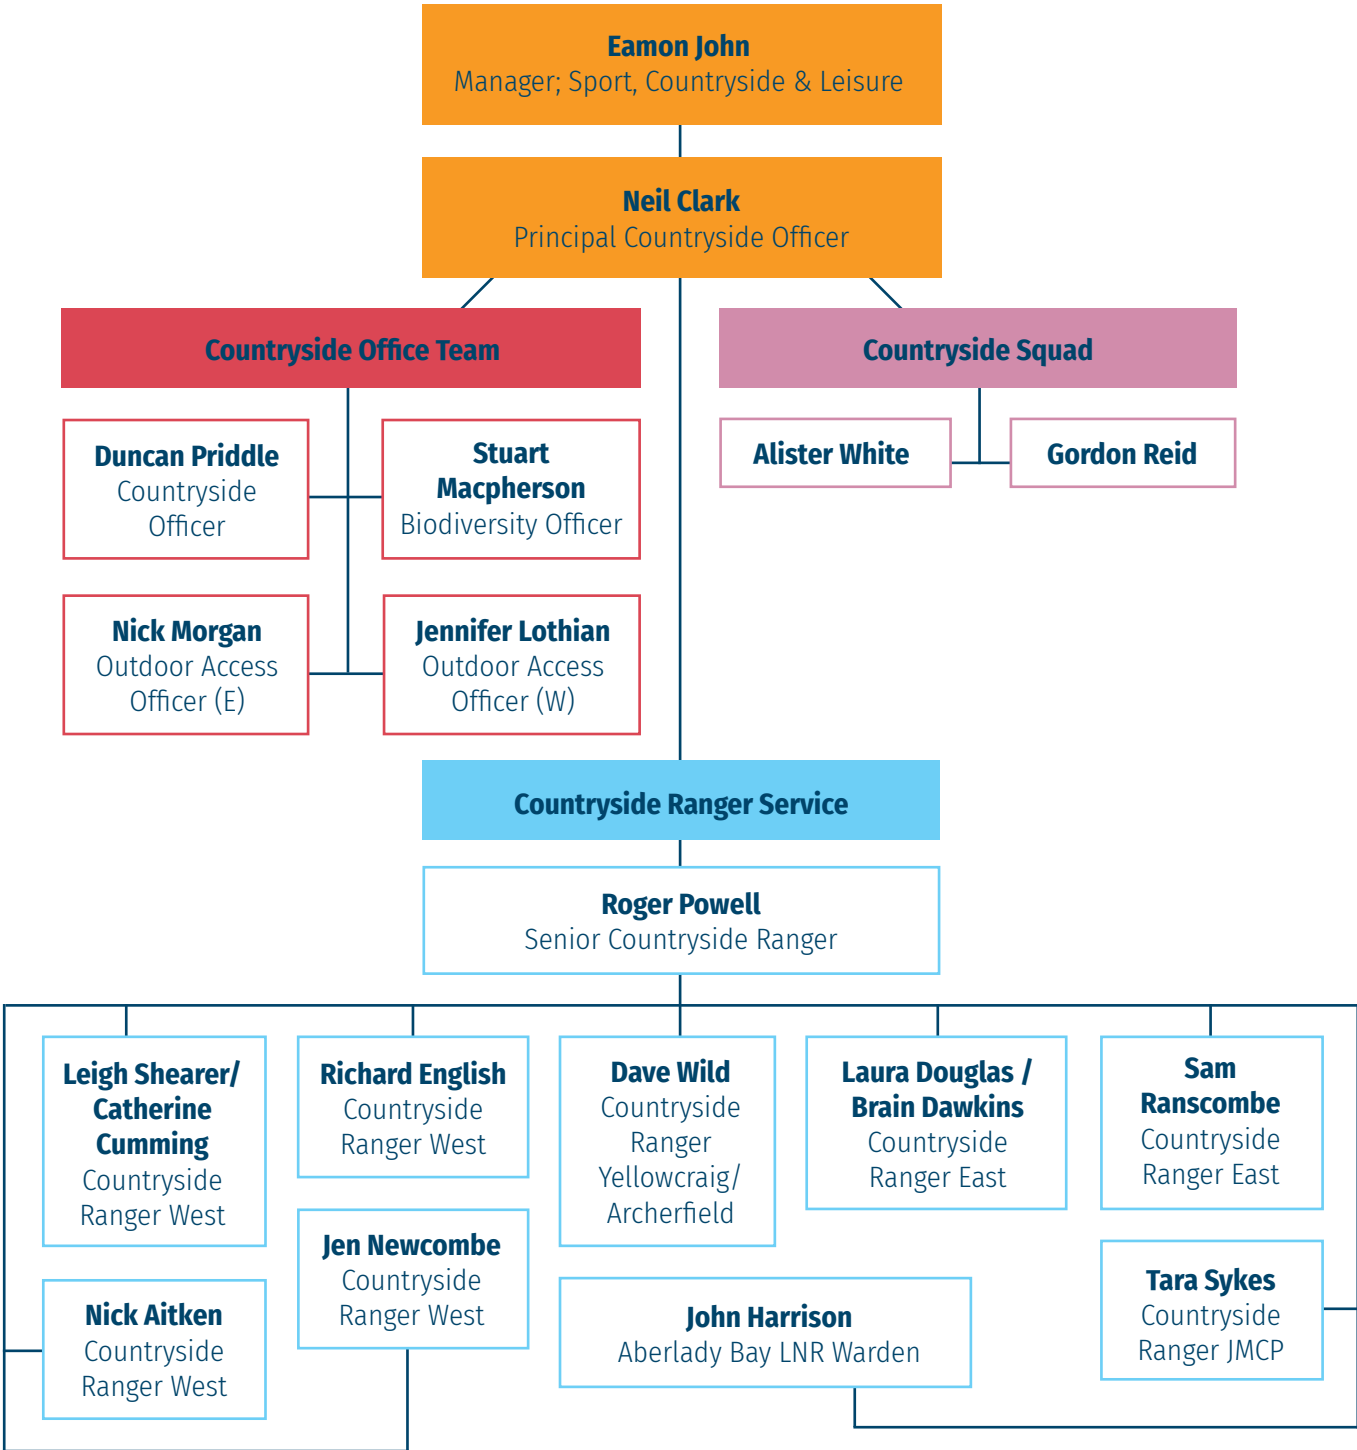 Eamon John
Manager; Sport, Countryside & Leisure
Neil Clark
Principal Countryside Officer
Countryside Office Team
Countryside Squad
Duncan Priddle
Countryside
Officer
Stuart
Macpherson
Biodiversity Officer
Alister White
Gordon Reid
Nick Morgan
Outdoor Access
Officer (E)
Jennifer Lothian
Outdoor Access
Officer (W)
Countryside Ranger Service
Roger Powell
Senior Countryside Ranger
Leigh Shearer/
Catherine
Cumming
Countryside
Ranger West
Richard English
Countryside
Ranger West
Dave Wild
Countryside
Ranger
Yellowcraig/
Archerfield
Laura Douglas /
Brain Dawkins
Countryside
Ranger East
Sam
Ranscombe
Countryside
Ranger East
Nick Aitken
Countryside
Ranger West
Jen Newcombe
Countryside
Ranger West
John Harrison
Aberlady Bay LNR Warden
Tara Sykes
Countryside
Ranger JMCP